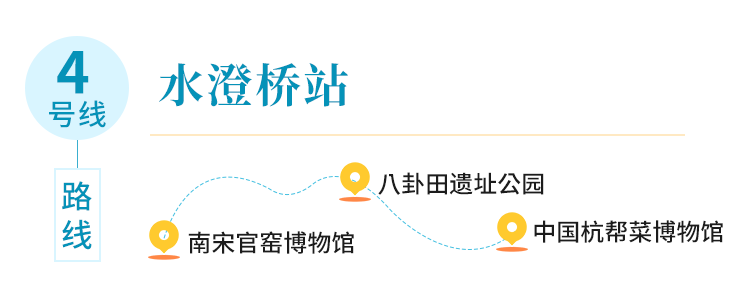 4
号线
水澄桥站
路
线
八卦田遗址公园
南宋官窑博物馆
中国杭帮菜博物馆